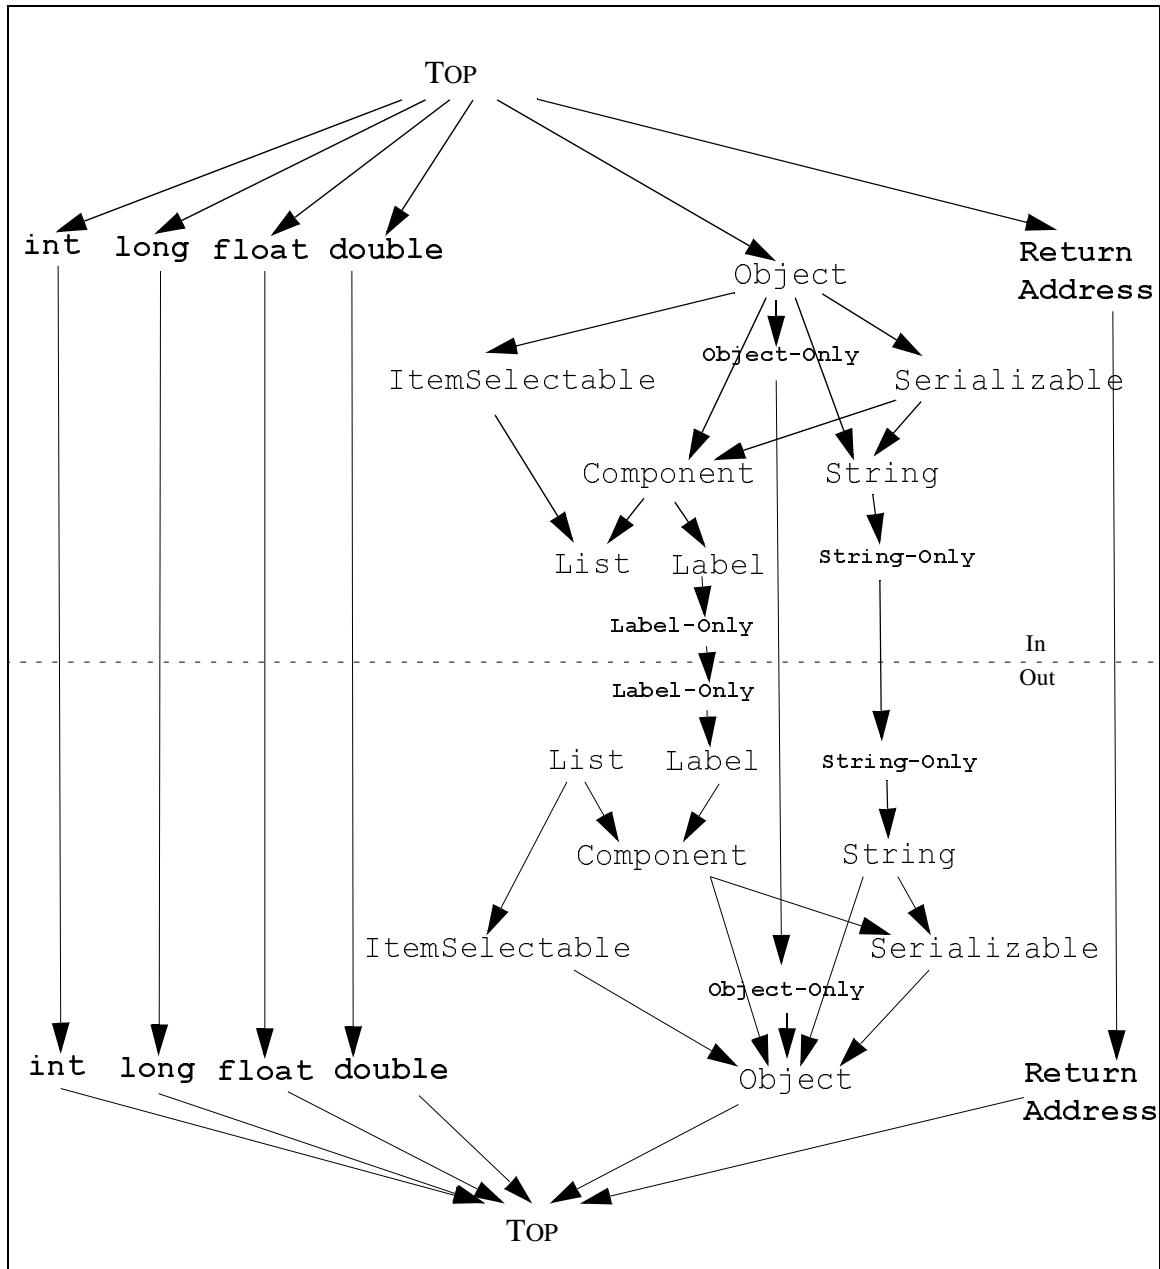 TOP
int long float double
Object
Return
Address
Object-Only
ItemSelectable
Serializable
Component
String
List
Label
String-Only
Label-Only
In
Out
Label-Only
List
Label
String-Only
Component
String
ItemSelectable
Serializable
Object-Only
int long float double
Object
Return
Address
TOP